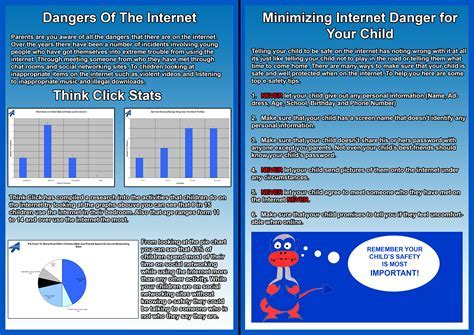 Dangers Of The Internet
Parents are you aware of all the dangers that there are on the internet
Over the years there have been a number of incidents involving young
people who have got themselves into extreme trouble from using the
internet. Through meeting someone from who they have met through
chat rooms and social networking sites. To children looking at
inappropriate items on the internet such as violent videos and listening
to inappropriate music and illegal downloads
Think Click Stats
Think Click has compiled a research into the activities that children do on
the internet by looking at the graphs above you can see that 8 in 15
children use the internet in their bedroom. Also that age ranges form 11
to 14 and over use the internet the most.
From looking at the pie chart
you can see that 43% of
children spend most of their
time on social networking
while using the internet more
than any other activity. While
your children are on social
networking sites without
knowing e-safety they could
be talking to someone who is
not who they say they are.
Minimizing Internet Danger for
Your Child
Telling your child to be safe on the internet has noting wrong with it at all
its just like telling your child not to play in the road or telling them what
time to come home. There are many ways to make sure that your child is
safe and well protected when on the internet. To help you here are some
top e-safety tips.
1. NEVER let your child give out any personal information (Name, Ad-
dress, Age, School, Birthday, and Phone Number)
2. Make sure that your child has a screen name that doesn't identify any
personal information.
3. Make sure that your child doesn't share his or hers password with
anyone except you parents. Not even your child's best friends should
know your child's password.
4. NEVER let your child send pictures of them onto the Internet under
any circumstances.
5. NEVER let your child agree to meet someone who they have met on
the Internet NEVER.
6. Make sure that your child promises to tell you if they feel uncomfort-
able when online.
REMEMBER YOUR
CHILD'S SAFETY
IS MOST
IMPORTANT!